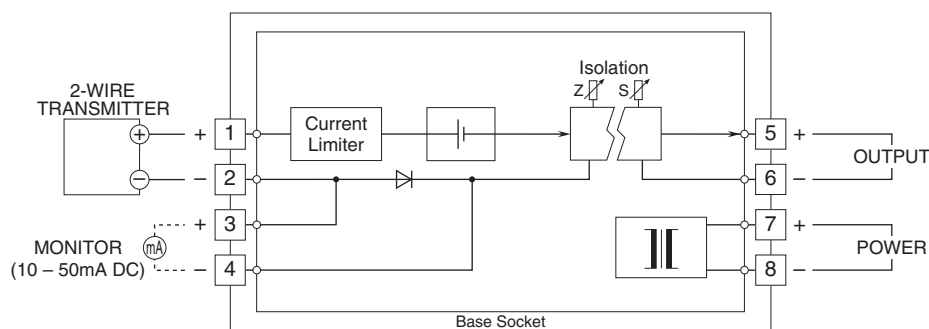 Isolation
2-WIRE
TRANSMITTER
Z
S
+
+
1
Current
Limiter
5
+
OUTPUT
−
−
2
6
−
+
3
7
+
MONITOR
mA
POWER
(10 – 50mA DC)
−
4
8
−
Base Socket